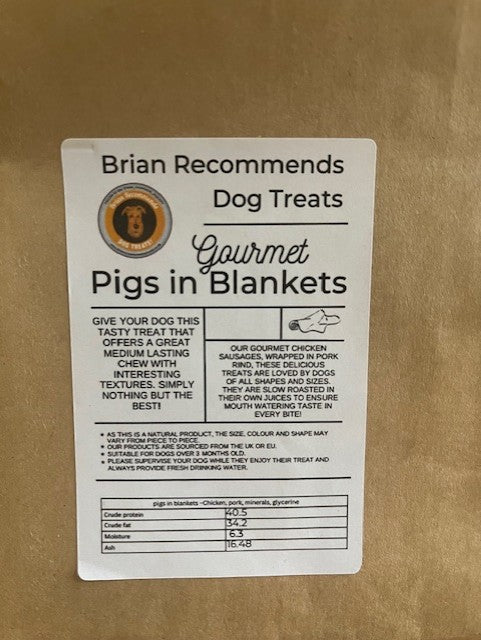 Brian Recommends
Dog Treats
Brian Recommends
DOG TREATS!
Gourmet
Pigs in Blankets
GIVE YOUR DOG THIS
TASTY TREAT THAT
OFFERS A GREAT
MEDIUM LASTING
CHEW WITH
INTERESTING
TEXTURES. SIMPLY
NOTHING BUT THE
BEST!
OUR GOURMET CHICKEN
SAUSAGES, WRAPPED IN PORK
RIND, THESE DELICIOUS
TREATS ARE LOVED BY DOGS
OF ALL SHAPES AND SIZES.
THEY ARE SLOW ROASTED IN
THEIR OWN JUICES TO ENSURE
MOUTH WATERING TASTE IN
EVERY BITE!
• AS THIS IS A NATURAL PRODUCT, THE SIZE, COLOUR AND SHAPE MAY
VARY FROM PIECE TO PIECE.
• OUR PRODUCTS ARE SOURCED FROM THE UK OR EU.
• SUITABLE FOR DOGS OVER 3 MONTHS OLD.
• PLEASE SUPERVISE YOUR DOG WHILE THEY ENJOY THEIR TREAT AND
ALWAYS PROVIDE FRESH DRINKING WATER.
pigs in blankets -Chicken, pork, minerals, glycerine
Crude protein 40.5
Crude fat 34.2
Moisture 6.3
Ash 16.48